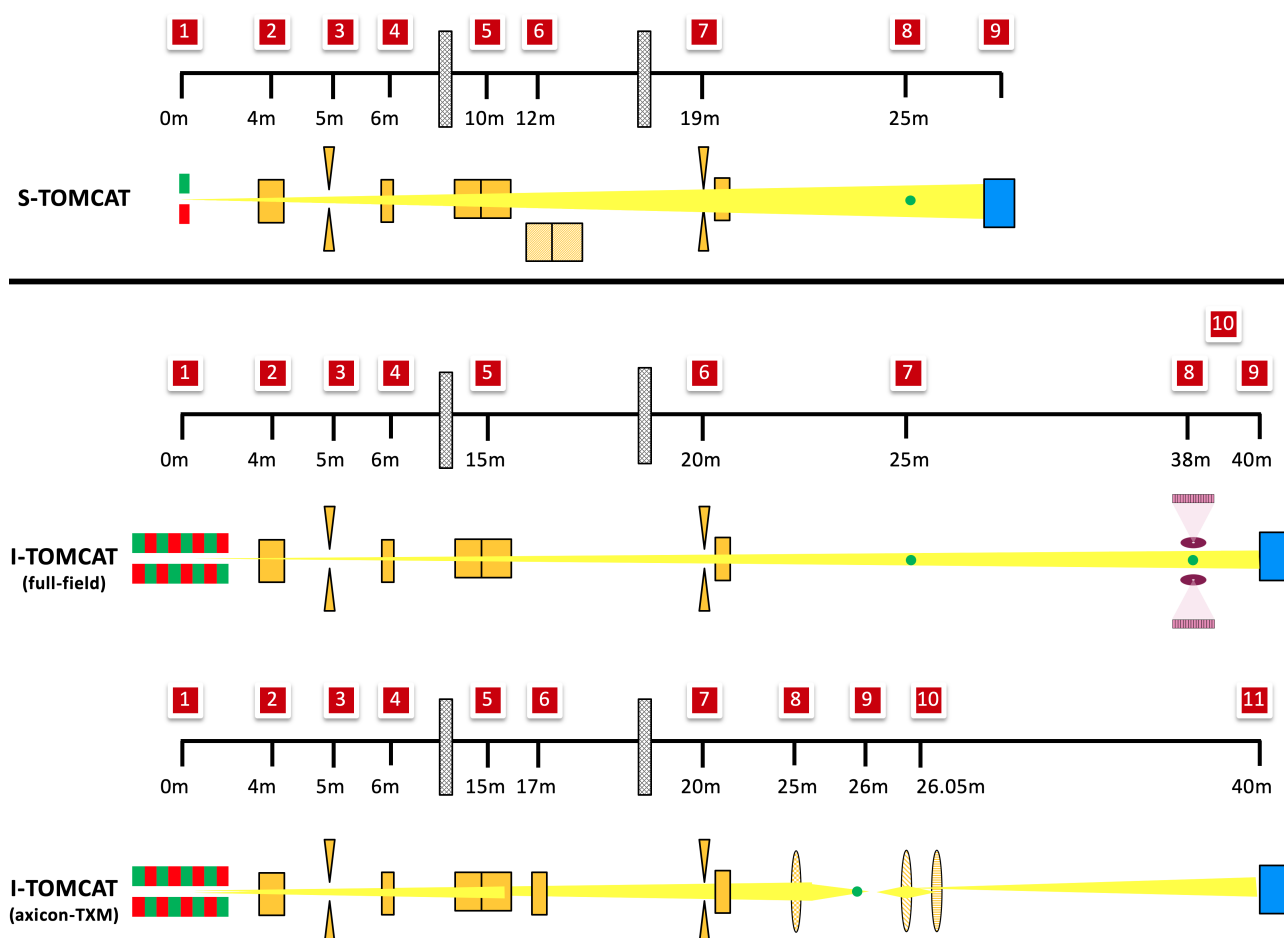 1 2 3 4 5 6 7 8 9
0m 4m 5m 6m 10m 12m 19m 25m
S-TOMCAT
10
1 2 3 4 5 6 7 8 9
0m 4m 5m 6m 15m 20m 25m 38m 40m
I-TOMCAT
(full-field)
1 2 3 4 5 6 7 8 9 10 11
0m 4m 5m 6m 15m 17m 20m 25m 26m 26.05m 40m
I-TOMCAT
(axicon-TXM)